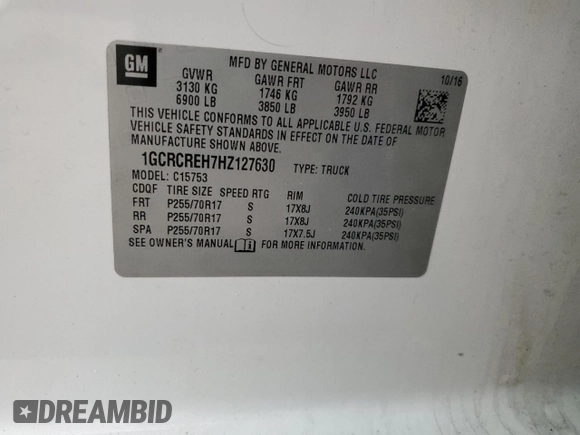 GM
MFD BY GENERAL MOTORS LLC
10/16
GVWR GAWR FRT GAWR RR
3130 KG 1746 KG 1792 KG
6900 LB 3850 LB 3950 LB
THIS VEHICLE CONFORMS TO ALL APPLICABLE U.S. FEDERAL MOTOR
VEHICLE SAFETY STANDARDS IN EFFECT ON THE DATE OF
MANUFACTURE SHOWN ABOVE.
1GCRCREH7HZ127630 TYPE: TRUCK
MODEL: C15753
CDQF TIRE SIZE SPEED RTG RIM COLD TIRE PRESSURE
FRT P255/70R17 S 17X8J 240KPA(35PSI)
RR P255/70R17 S 17X8J 240KPA(35PSI)
SPA P255/70R17 S 17X7.5J 240KPA(35PSI)
SEE OWNER'S MANUAL FOR MORE INFORMATION.
DREAMBID